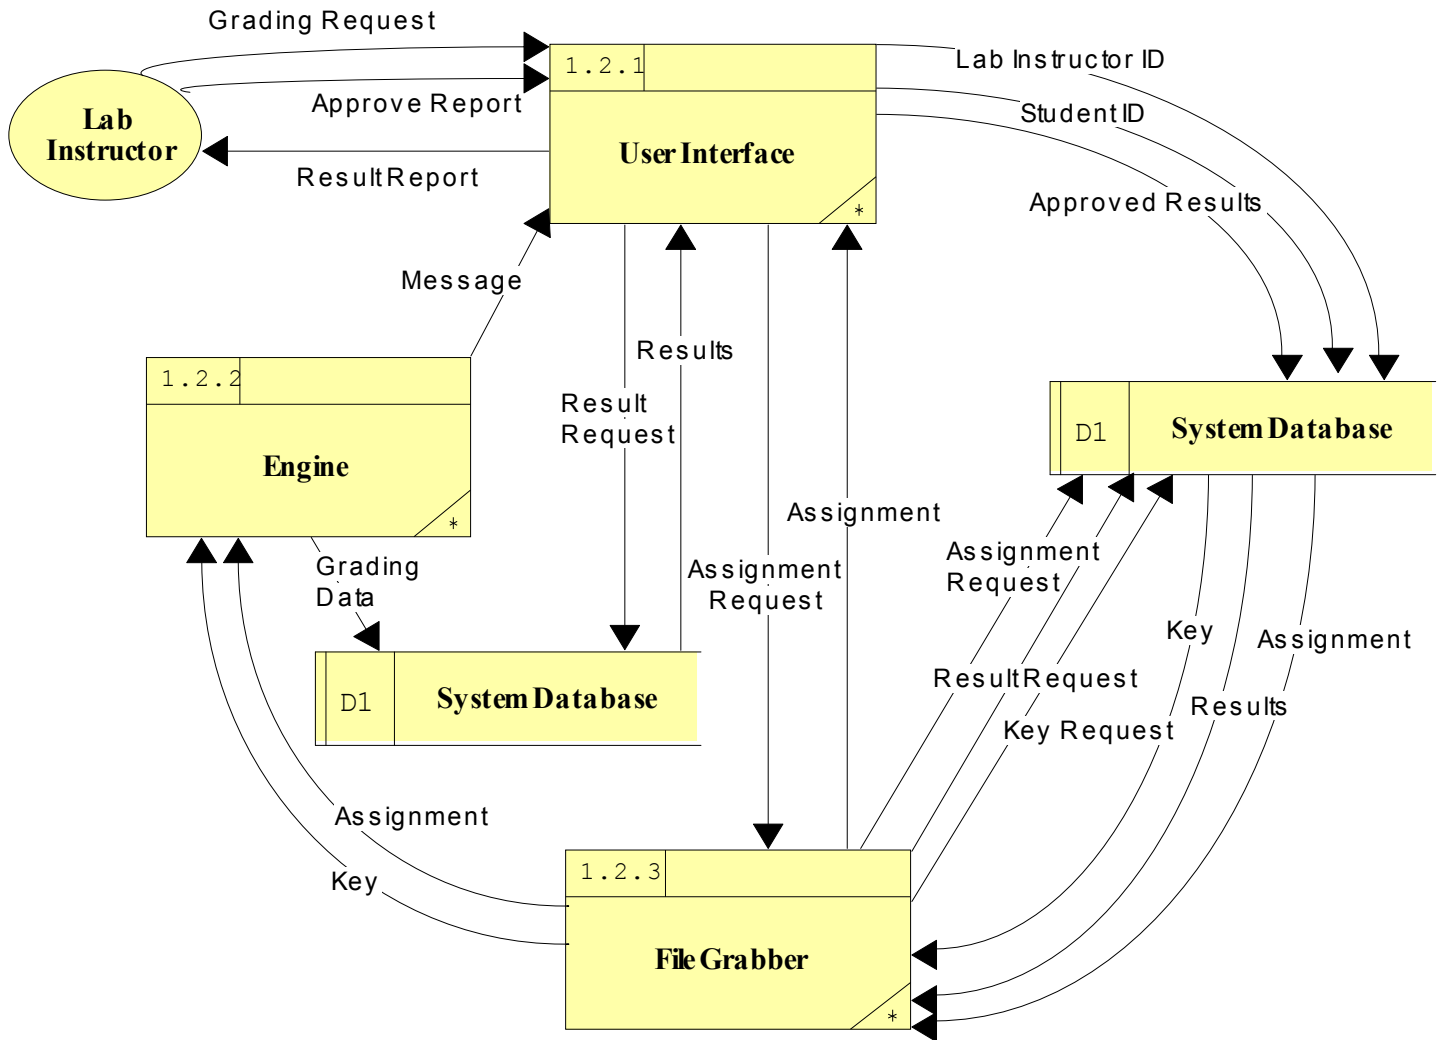 Grading Request
Approve Report
Lab
Instructor
Result Report
1.2.1
User Interface
*
Lab Instructor ID
Student ID
Approved Results
Message
Results
Result
Request
1.2.2
Engine
*
D1
System Database
Assignment
Assignment
Request
Grading
Data
Assignment
Request
Key
Assignment
Result Request
Results
Key Request
D1
System Database
Assignment
Key
1.2.3
File Grabber
*